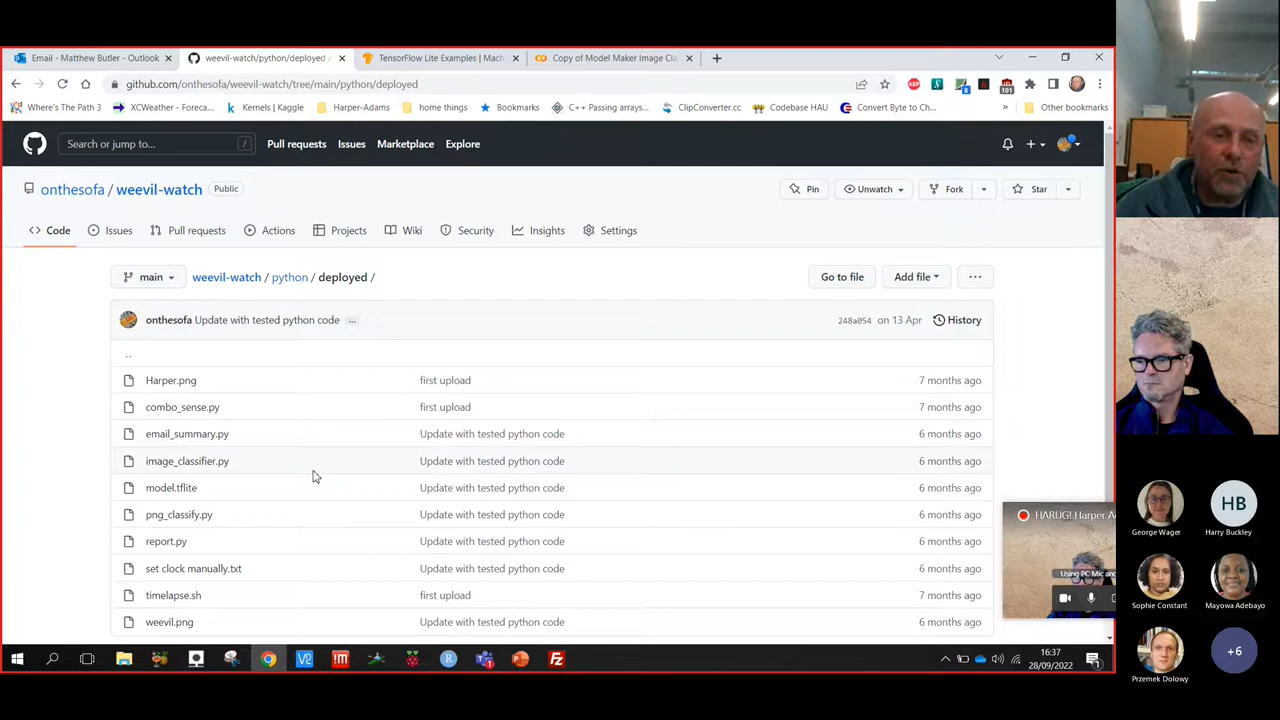 Email - Matthew Butler - Outlook
weevil-watch/python/deployed
TensorFlow Lite Examples | Mach
Copy of Model Maker Image Cla
github.com/onthesofa/weevil-watch/tree/main/python/deployed
ABP
S
8
101
Where's The Path 3
XCWeather - Foreca...
Kernels | Kaggle
Harper-Adams
home things
Bookmarks
C++ Passing arrays...
ClipConverter.cc
Codebase HAU
Convert Byte to Ch...
»
Other bookmarks
Search or jump to...
/
Pull requests
Issues
Marketplace
Explore
onthesofa / weevil-watch
Public
Pin
Unwatch
Fork
Star
Code
Issues
Pull requests
Actions
Projects
Wiki
Security
Insights
Settings
main
weevil-watch / python / deployed /
Go to file
Add file
...
onthesofa Update with tested python code ...
248a054 on 13 Apr
History
..
Harper.png first upload 7 months ago
combo_sense.py first upload 7 months ago
email_summary.py Update with tested python code 6 months ago
image_classifier.py Update with tested python code 6 months ago
model.tflite Update with tested python code 6 months ago
png_classify.py Update with tested python code 6 months ago
report.py Update with tested python code 6 months ago
set clock manually.txt Update with tested python code 6 months ago
timelapse.sh first upload 7 months ago
weevil.png Update with tested python code 6 months ago
HARUG! Harper A
Using PC Mic and
16:37
28/09/2022
1
George Wager
HB
Harry Buckley
Sophie Constant
Mayowa Adebayo
Przemek Dolowy
+6